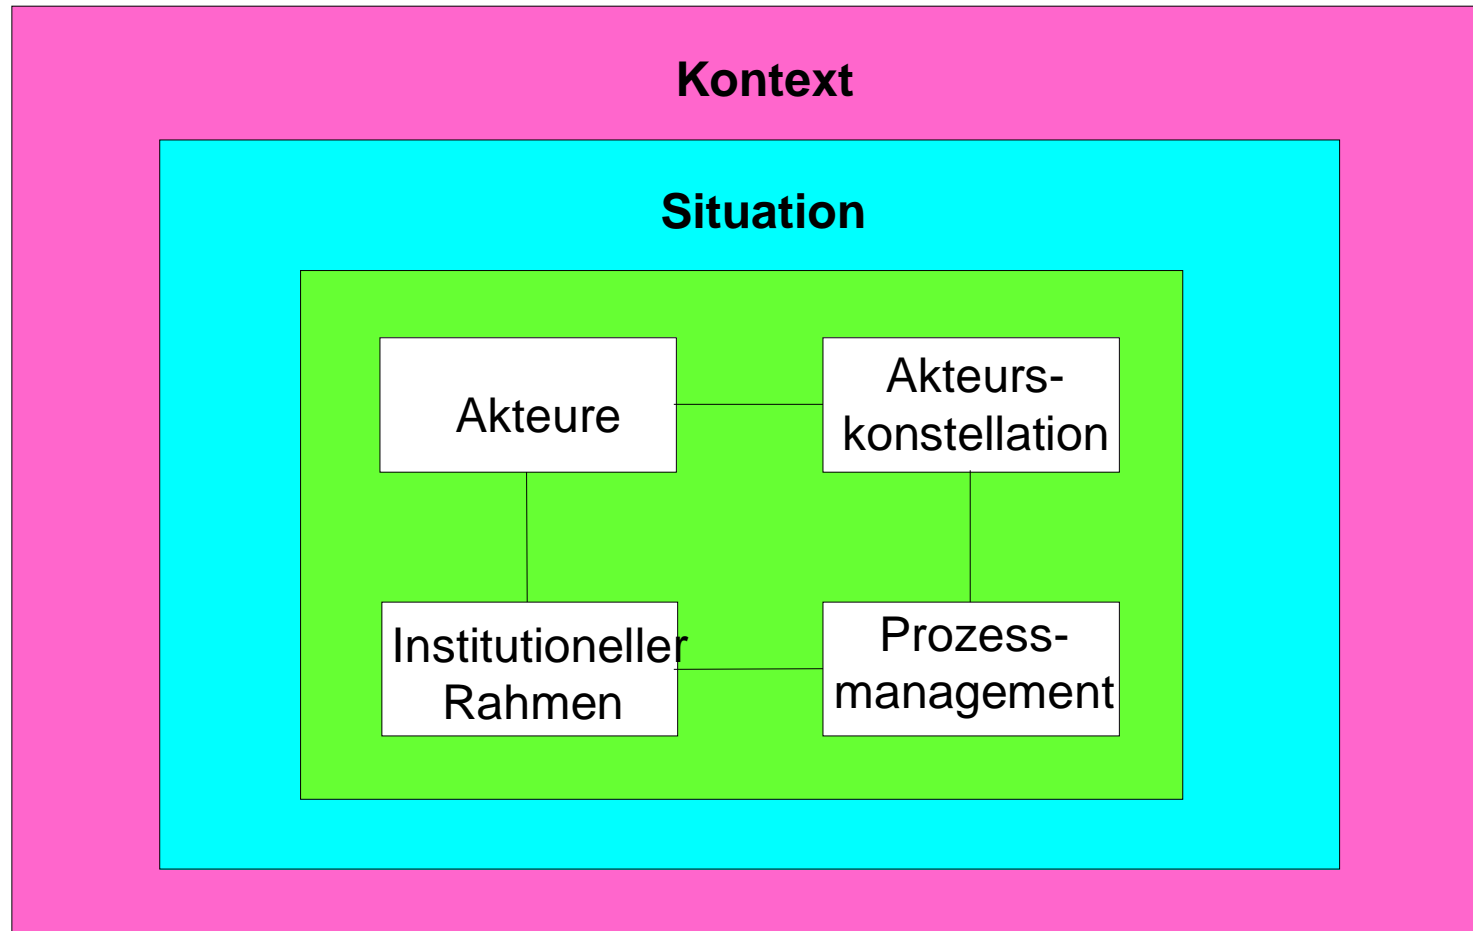 Kontext
Situation
Akteure
Akteurs-
konstellation
Institutioneller
Rahmen
Prozess-
management